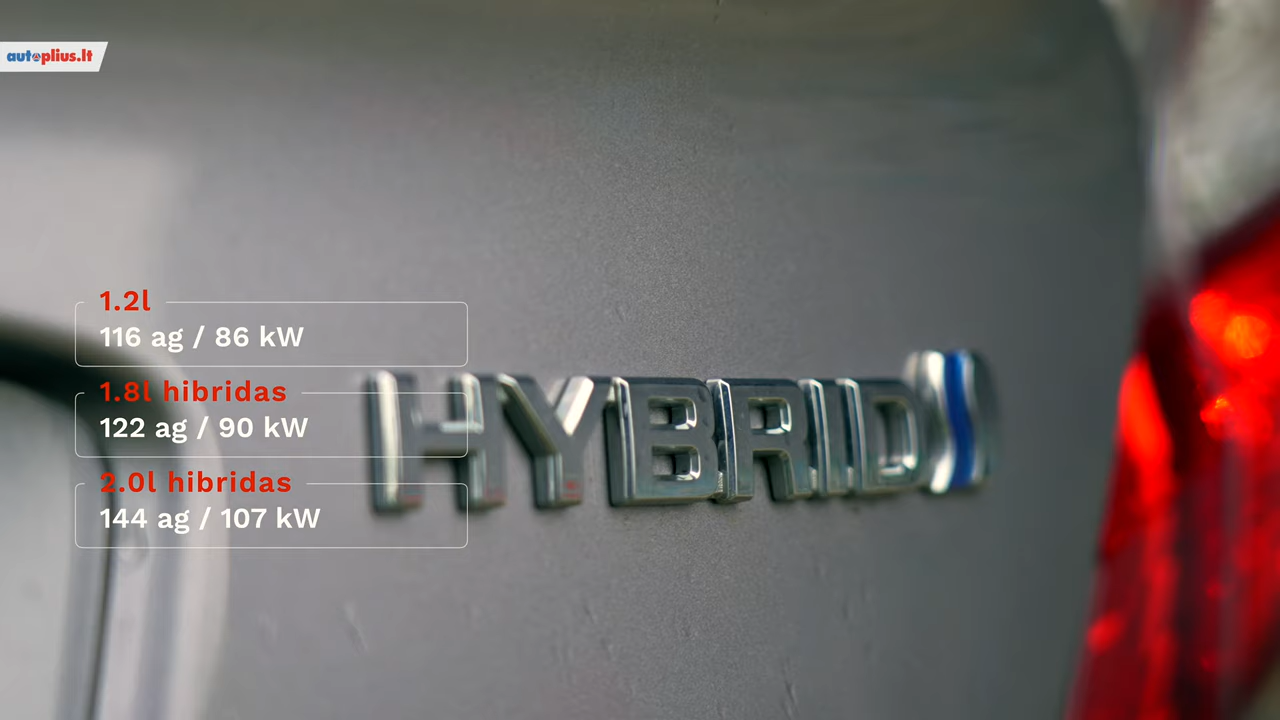 autoplius.lt
1.2l
116 ag / 86 kW
1.8l hibridas
122 ag / 90 kW
2.0l hibridas
144 ag / 107 kW
HYBRID